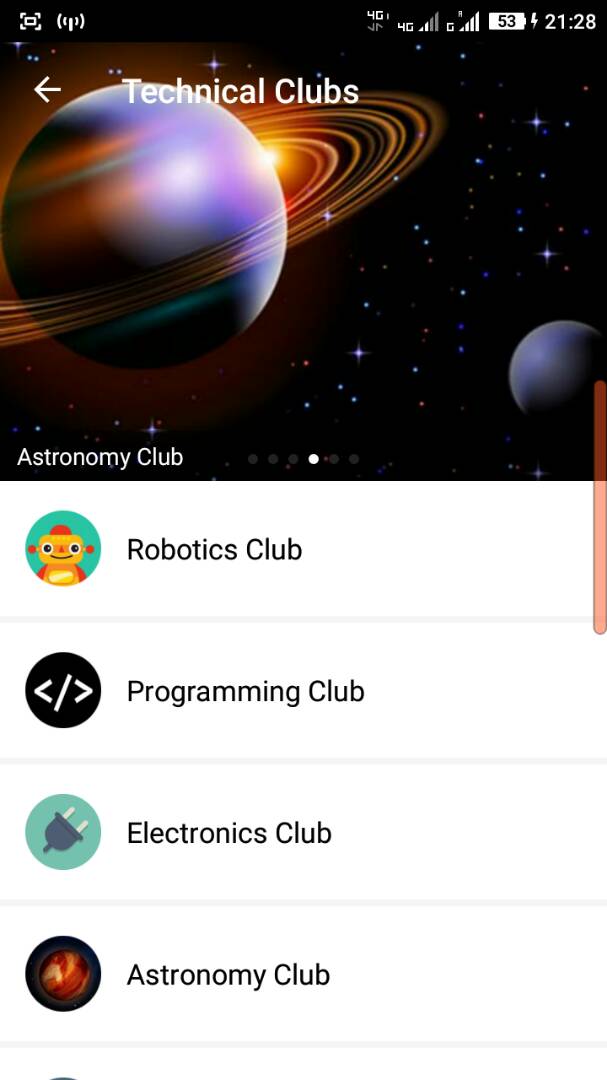 4G 4G G R 53 21:28
Technical Clubs
Astronomy Club
Robotics Club
</> Programming Club
Electronics Club
Astronomy Club